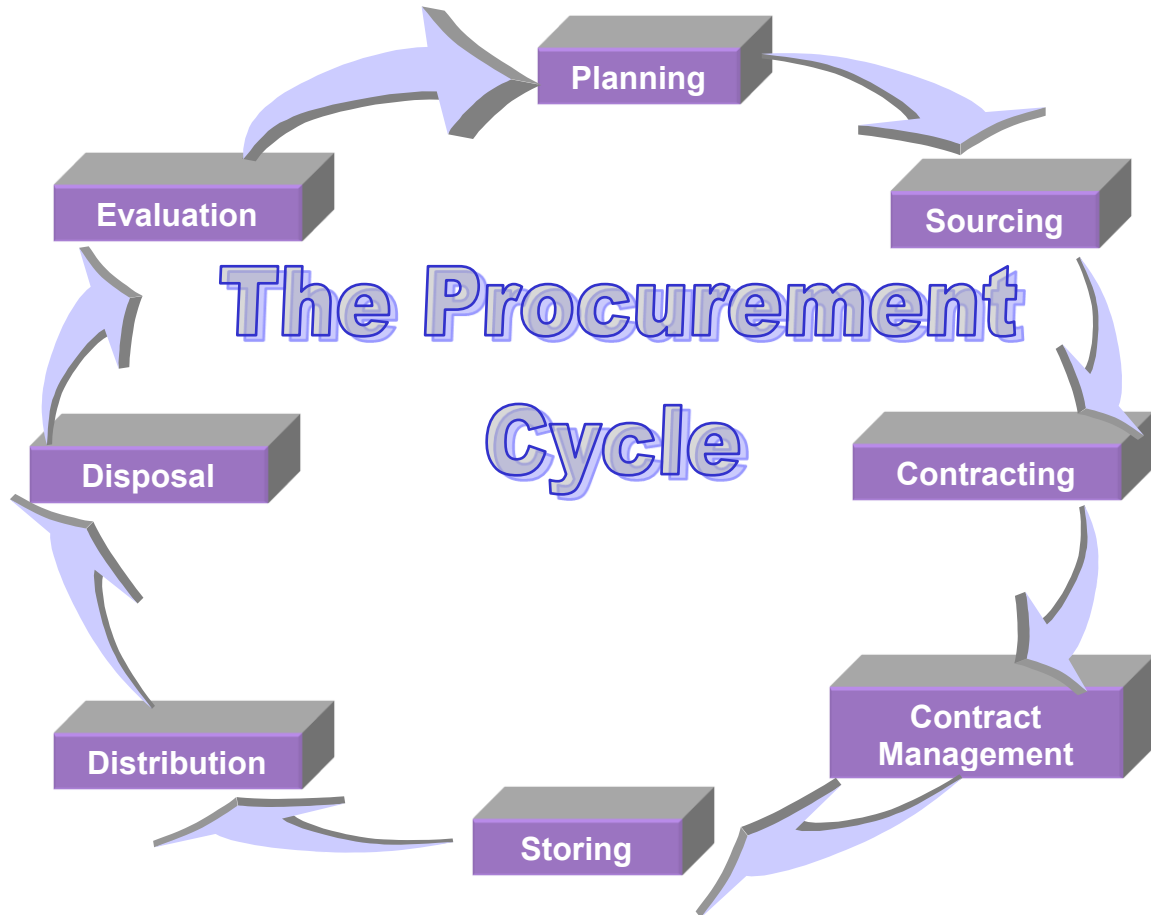 Planning
Evaluation
Sourcing
The Procurement
Cycle
Disposal
Contracting
Contract
Management
Distribution
Storing